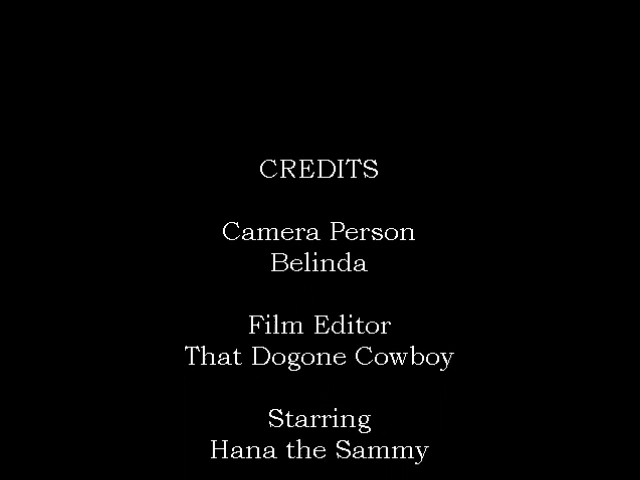 CREDITS
Camera Person
Belinda
Film Editor
That Dogone Cowboy
Starring
Hana the Sammy